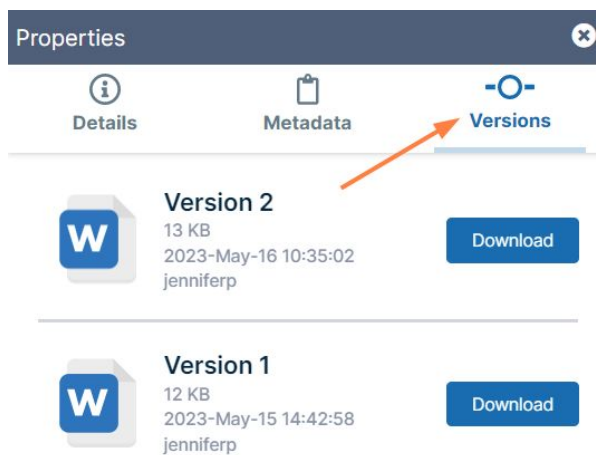 Properties
Details
Metadata
Versions
Version 2
13 KB
2023-May-16 10:35:02
jenniferp
Download
W
Version 1
12 KB
2023-May-15 14:42:58
jenniferp
Download
W